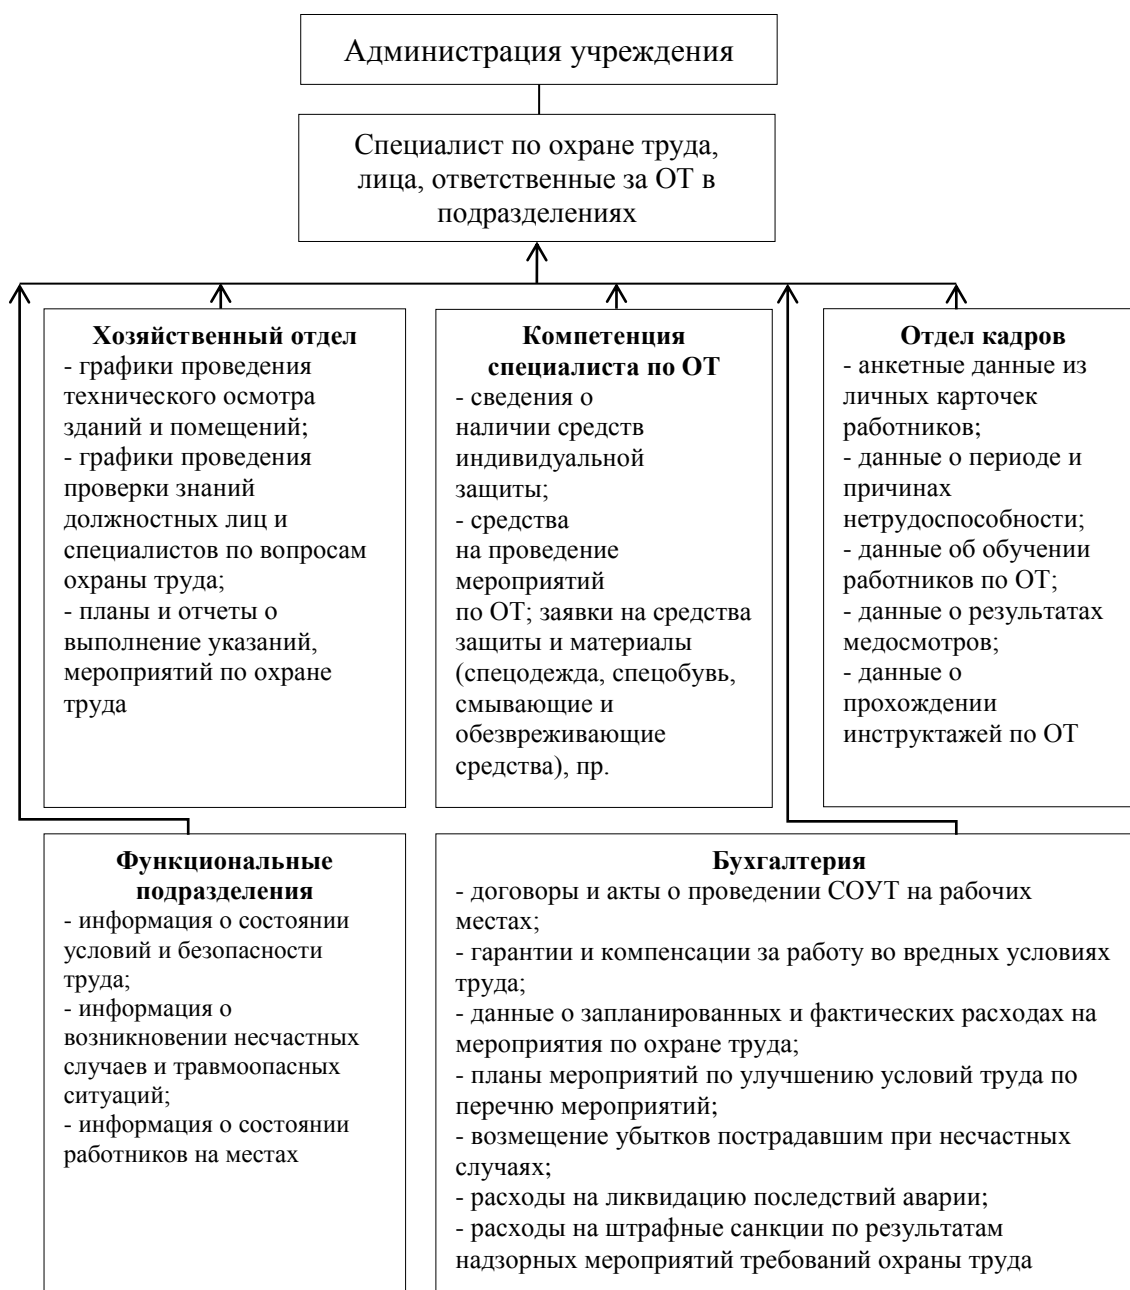 Администрация учреждения
Специалист по охране труда,
лица, ответственные за ОТ в
подразделениях
Хозяйственный отдел
- графики проведения
технического осмотра
зданий и помещений;
- графики проведения
проверки знаний
должностных лиц и
специалистов по вопросам
охраны труда;
- планы и отчеты о
выполнение указаний,
мероприятий по охране
труда
Компетенция
специалиста по ОТ
- сведения о
наличии средств
индивидуальной
защиты;
- средства
на проведение
мероприятий
по ОТ; заявки на средства
защиты и материалы
(спецодежда, спецобувь,
смывающие и
обезвреживающие
средства), пр.
Отдел кадров
- анкетные данные из
личных карточек
работников;
- данные о периоде и
причинах
нетрудоспособности;
- данные об обучении
работников по ОТ;
- данные о результатах
медосмотров;
- данные о
прохождении
инструктажей по ОТ
Функциональные
подразделения
- информация о состоянии
условий и безопасности
труда;
- информация о
возникновении несчастных
случаев и травмоопасных
ситуаций;
- информация о состоянии
работников на местах
Бухгалтерия
- договоры и акты о проведении СОУТ на рабочих
местах;
- гарантии и компенсации за работу во вредных условиях
труда;
- данные о запланированных и фактических расходах на
мероприятия по охране труда;
- планы мероприятий по улучшению условий труда по
перечню мероприятий;
- возмещение убытков пострадавшим при несчастных
случаях;
- расходы на ликвидацию последствий аварии;
- расходы на штрафные санкции по результатам
надзорных мероприятий требований охраны труда